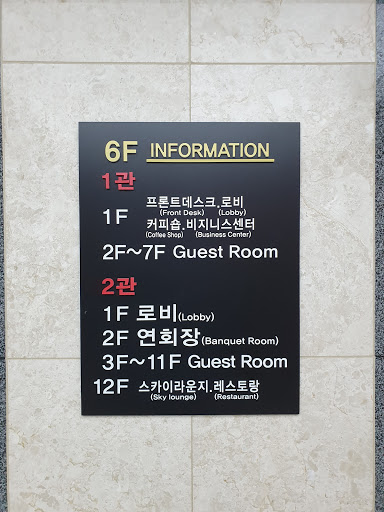 6F INFORMATION
1관
1F 프론트데스크.로비
(Front Desk) (Lobby)
커피숍.비지니스센터
(Coffee Shop) (Business Center)
2F~7F Guest Room
2관
1F 로비(Lobby)
2F 연회장(Banquet Room)
3F~11F Guest Room
12F 스카이라운지.레스토랑
(Sky lounge) (Restaurant)